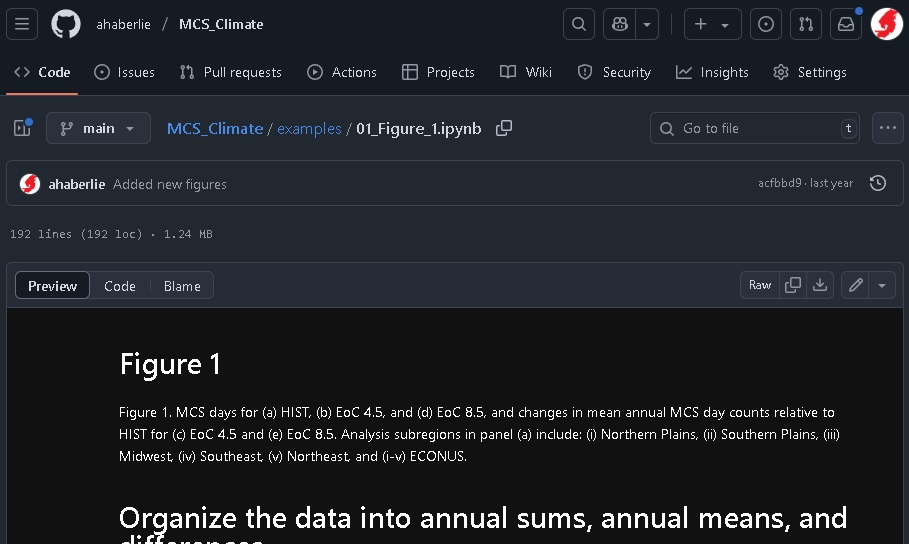 ahaberlie / MCS_Climate
Code Issues Pull requests Actions Projects Wiki Security Insights Settings
main MCS_Climate / examples / 01_Figure_1.ipynb Go to file t
ahaberlie Added new figures acfbbd9 · last year
192 lines (192 loc) · 1.24 MB
Preview Code Blame Raw
Figure 1
Figure 1. MCS days for (a) HIST, (b) EoC 4.5, and (d) EoC 8.5, and changes in mean annual MCS day counts relative to
HIST for (c) EoC 4.5 and (e) EoC 8.5. Analysis subregions in panel (a) include: (i) Northern Plains, (ii) Southern Plains, (iii)
Midwest, (iv) Southeast, (v) Northeast, and (i-v) ECONUS.
Organize the data into annual sums, annual means, and
differences